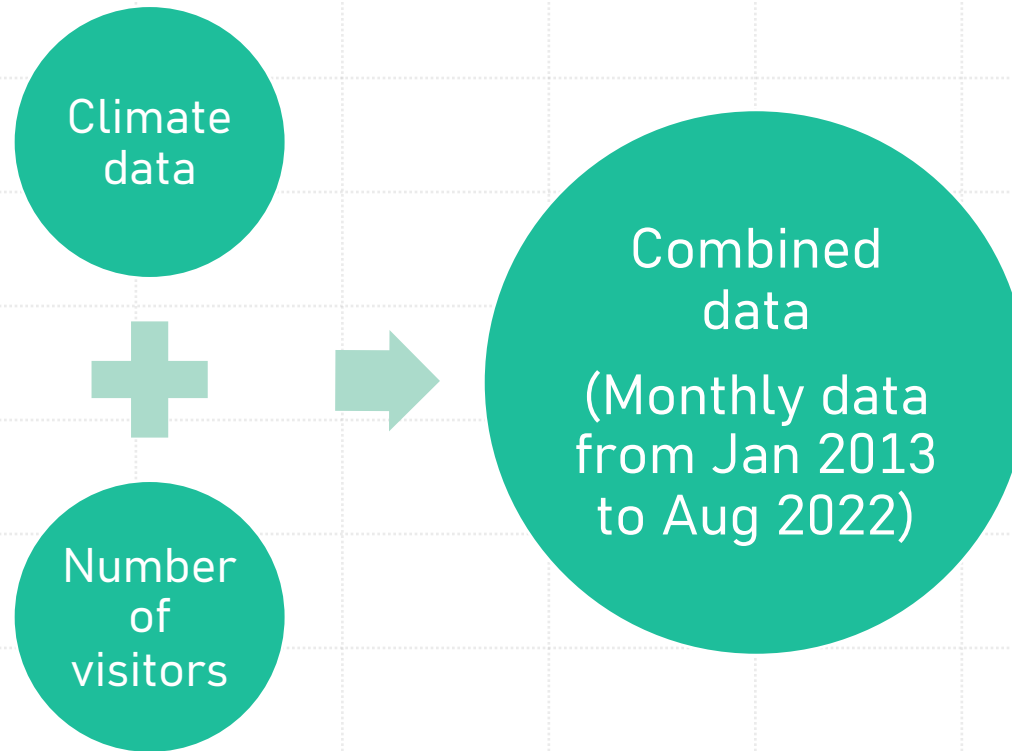 Climate
data
Number
of
visitors
Combined
data
(Monthly data
from Jan 2013
to Aug 2022)